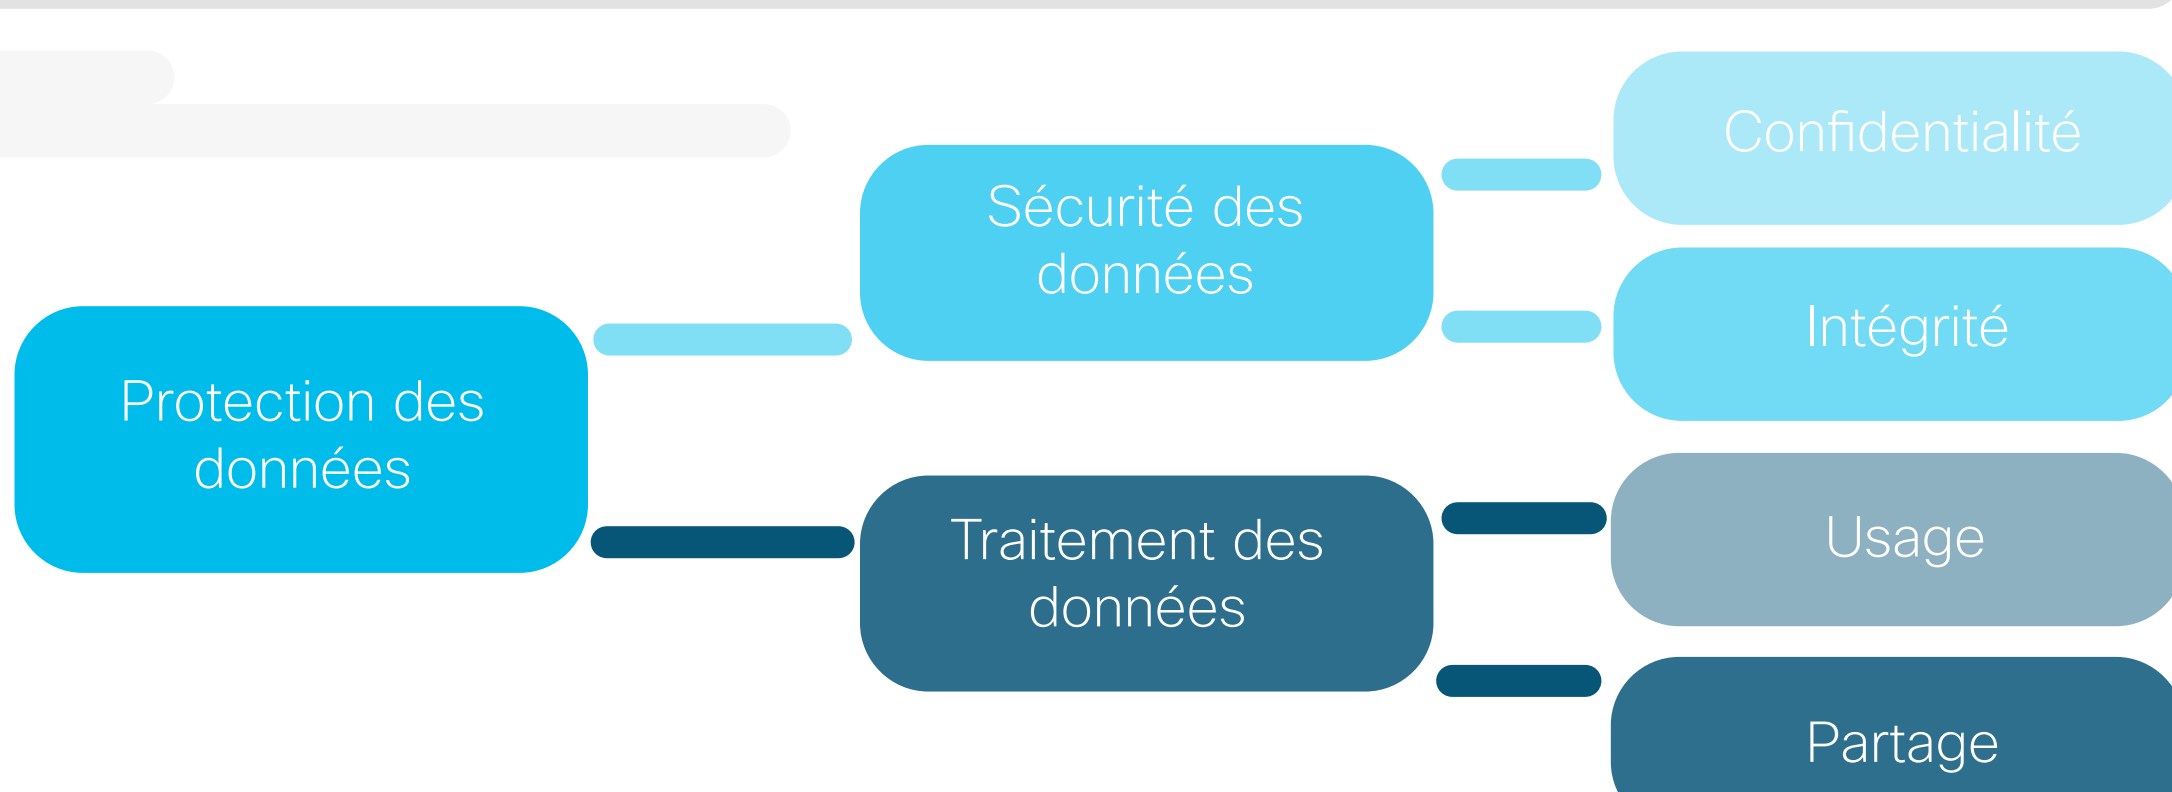 Confidentialité
Sécurité des
données
Intégrité
Protection des
données
Traitement des
données
Usage
Partage